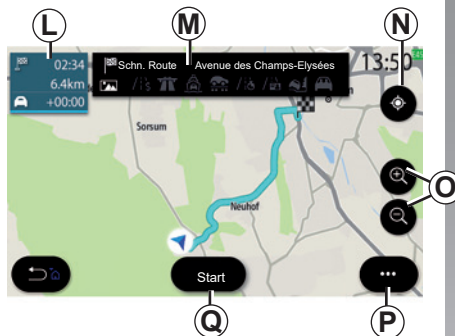 L
M
N
02:34
6.4km
+00:00
Schn. Route Avenue des Champs-Elysées
13:50
Sorsum
Neuhof
O
Start
Q
P